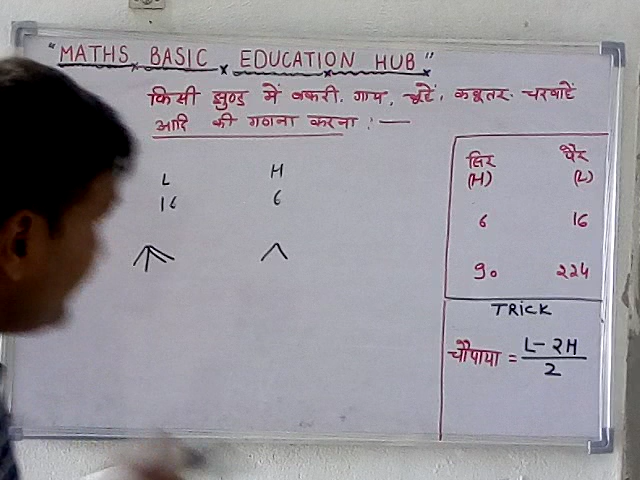 "MATHS BASIC EDUCATION HUB"
किसी झुण्ड में बकरी, गाय, चूहें, कबूतर, चरवाहें
आदि की गणना करना :—
L H
16 6
सिर पैर
(H) (L)
6 16
90 224
TRICK
चौपाया = L - 2H
2